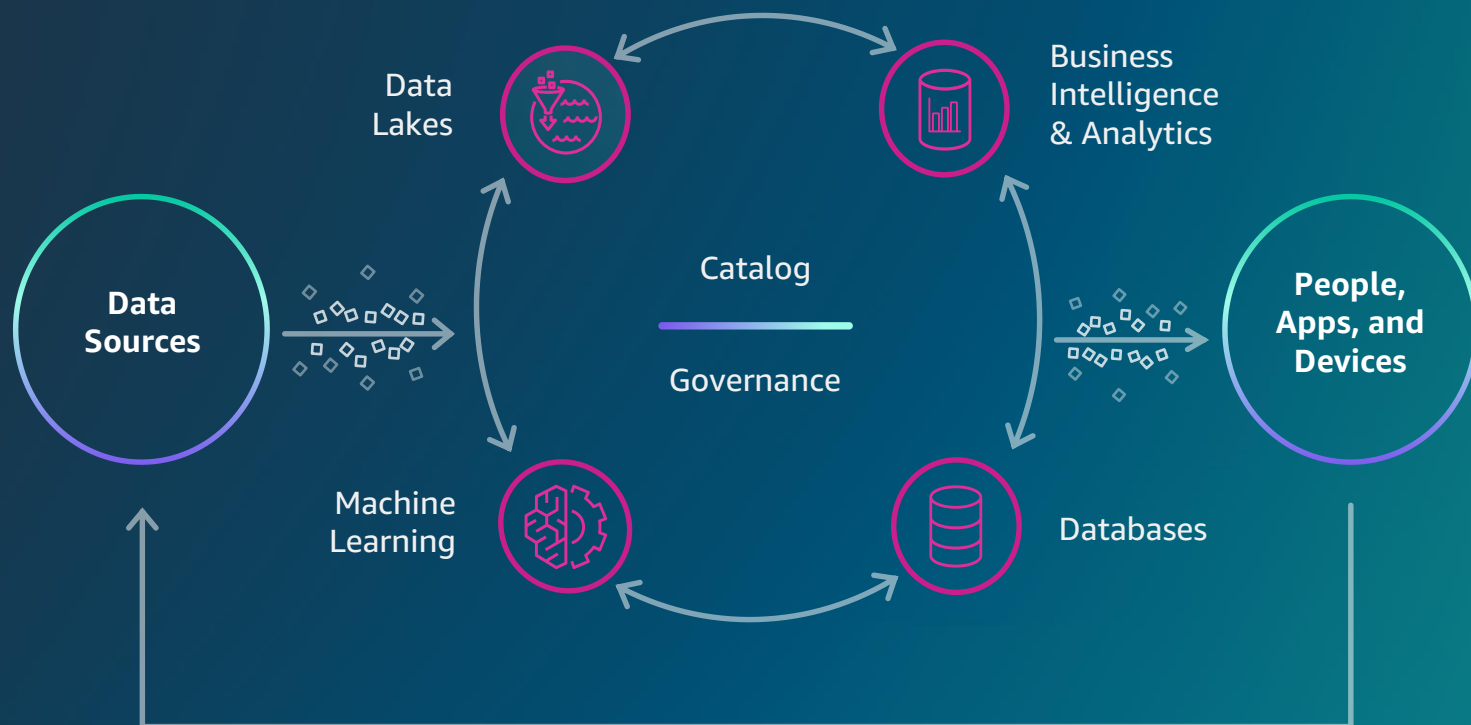 Data
Lakes
Business
Intelligence
& Analytics
Data
Sources
Catalog
Governance
People,
Apps, and
Devices
Machine
Learning
Databases